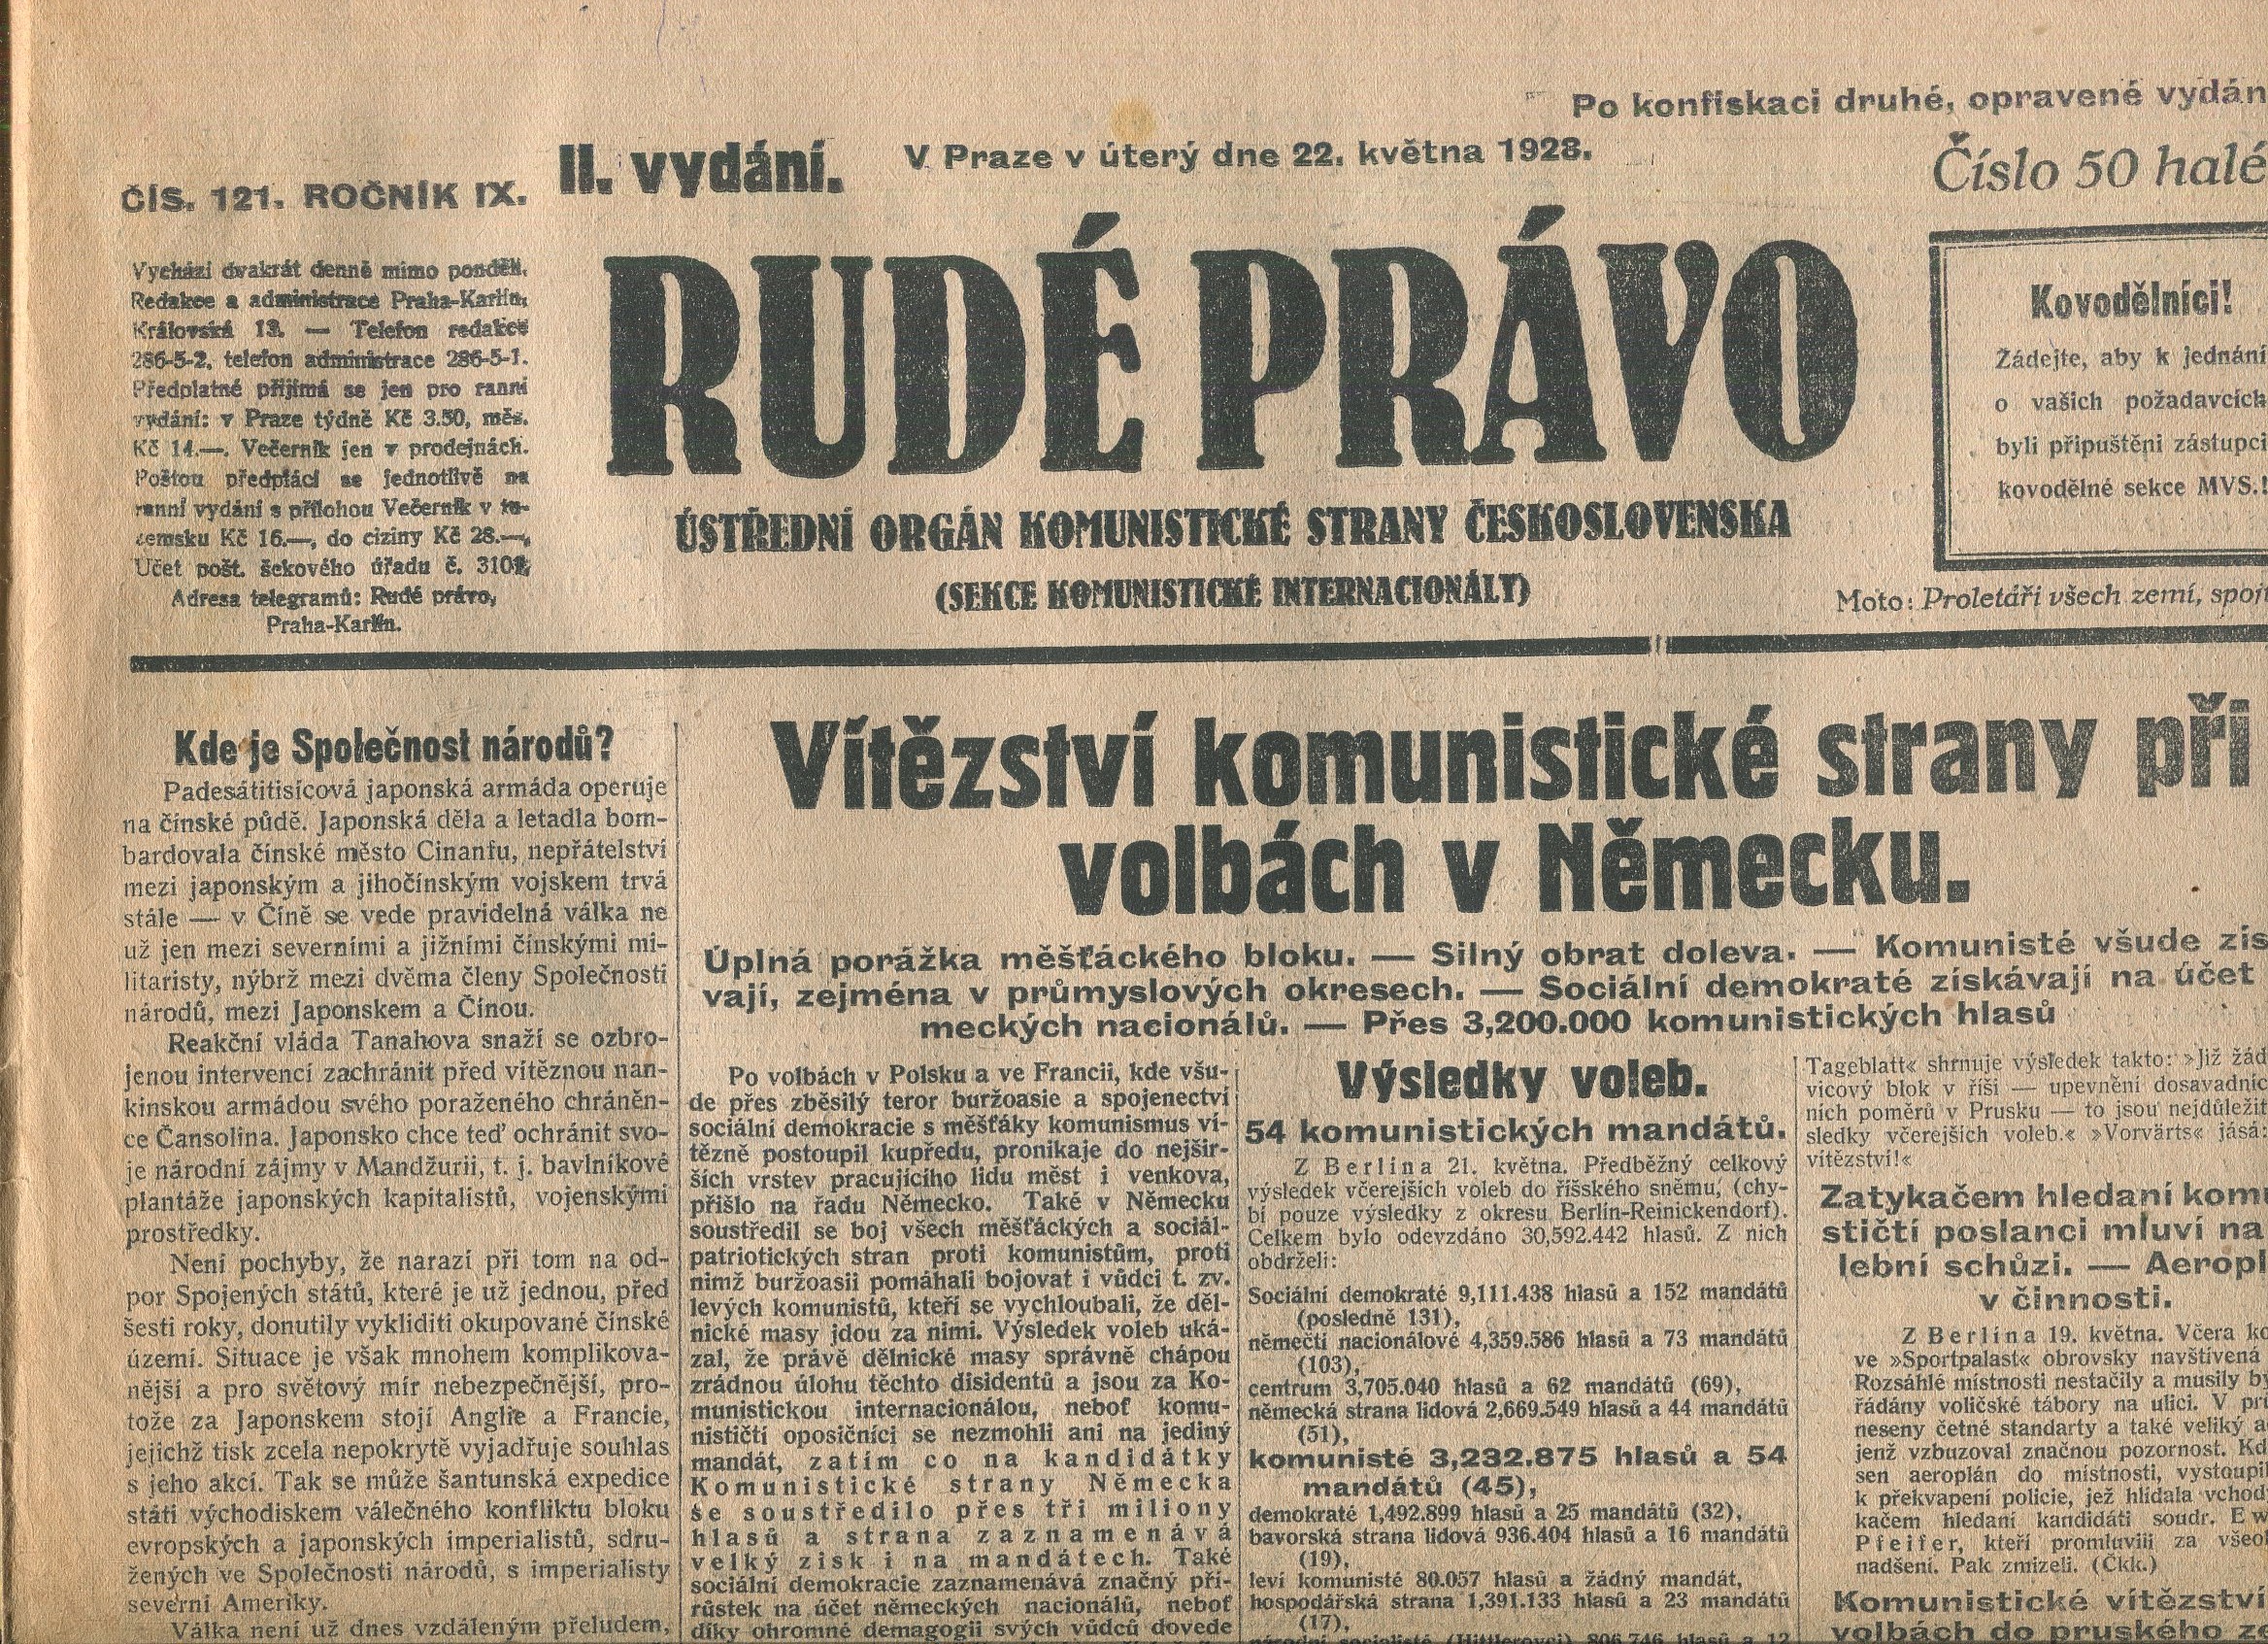 Po konfiskaci druhé, opravené vydán
II. vydání.
V Praze v úterý dne 22. května 1928.
Číslo 50 halé
ČÍS. 121. ROČNÍK IX.
Vychází dvakrát denně mimo pondělí.
Redakce a administrace Praha-Karlín,
Královská 13. — Telefon redakce
286-5-2, telefon administrace 286-5-1.
Předplatné přijímá se jen pro ranní
vydání: v Praze týdně Kč 3.50, měs.
Kč 14.—. Večerník jen v prodejnách.
Poštou předplácí se jednotlivě na
ranní vydání s přílohou Večerník v tu-
zemsku Kč 16.—, do ciziny Kč 28.—,
Účet pošt. šekového úřadu č.
Adresa telegramů: Rudé právo,
Praha-Karlín.
RUDÉ PRÁVO
ÚSTŘEDNÍ ORGÁN KOMUNISTICKÉ STRANY ČESKOSLOVENSKA
(SEKCE KOMUNISTICKÉ INTERNACIONÁLY)
Kovodělníci!
Žádejte, aby k jednání
o vašich požadavcích
byli připuštěni zástupci
kovodělné sekce MVS.!
Moto: Proletáři všech zemí, spojt
Kde je Společnost národů?
Padesátitisícová japonská armáda operuje
na čínské půdě. Japonská děla a letadla bom-
bardovala čínské město Cinanfu, nepřátelství
mezi japonským a jihočínským vojskem trvá
stále — v Číně se vede pravidelná válka ne
už jen mezi severními a jižními čínskými mi-
litaristy, nýbrž mezi dvěma členy Společnosti
národů, mezi Japonskem a Čínou.
Reakční vláda Tanahova snaží se ozbro-
jenou intervencí zachránit před vítěznou nan-
kinskou armádou svého poraženého chráněn-
ce Čansolina. Japonsko chce teď ochránit svo-
je národní zájmy v Mandžurii, t. j. bavlníkové
plantáže japonských kapitalistů, vojenskými
prostředky.
Není pochyby, že narazí při tom na od-
por Spojených států, které je už jednou, před
šesti roky, donutily vykliditi okupované čínské
území. Situace je však mnohem komplikova-
nější a pro světový mír nebezpečnější, pro-
tože za Japonskem stojí Anglie a Francie,
jejichž tisk zcela nepokrytě vyjadřuje souhlas
s jeho akcí. Tak se může šantunská expedice
státi východiskem válečného konfliktu bloku
evropských a japonských imperialistů, sdru-
žených ve Společnosti národů, s imperialisty
severní Ameriky.
Válka není už dnes vzdáleným přeludem,
Vítězství komunistické strany při
volbách v Německu.
Úplná porážka měšťáckého bloku. — Silný obrat doleva. — Komunisté všude zís
vají, zejména v průmyslových okresech. — Sociální demokraté získávají na účet
meckých nacionálů. — Přes 3,200.000 komunistických hlasů
Po volbách v Polsku a ve Francii, kde všu-
de přes zběsilý teror buržoasie a spojenectví
sociální demokracie s měšťáky komunismus ví-
tězně postoupil kupředu, pronikaje do nejšir-
ších vrstev pracujícího lidu měst i venkova,
přišlo na řadu Německo. Také v Německu
soustředil se boj všech měšťáckých a sociál-
patriotických stran proti komunistům, proti
nimž buržoasii pomáhali bojovat i vůdci t. zv.
levých komunistů, kteří se vychloubali, že děl-
nické masy jdou za nimi. Výsledek voleb uká-
zal, že právě dělnické masy správně chápou
zrádnou úlohu těchto disidentů a jsou za Ko-
munistickou internacionálou, neboť komu-
nističtí oposičníci se nezmohli ani na jediný
mandát, zatím co na kandidátky
Komunistické strany Německa
se soustředilo přes tři miliony
hlasů a strana zaznamenává
velký zisk i na mandátech. Také
sociální demokracie zaznamenává značný pří-
růstek na účet německých nacionálů, neboť
díky ohromné demagogii svých vůdců dovede
Výsledky voleb.
54 komunistických mandátů.
Z Berlína 21. května. Předběžný celkový
výsledek včerejších voleb do říšského sněmu, (chy-
bí pouze výsledky z okresu Berlín-Reinickendorf).
Celkem bylo odevzdáno 30,592.442 hlasů. Z nich
obdrželi:
Sociální demokraté 9,111.438 hlasů a 152 mandátů
(posledně 131),
němečtí nacionálové 4,359.586 hlasů a 73 mandátů
(103),
centrum 3,705.040 hlasů a 62 mandátů (69),
německá strana lidová 2,669.549 hlasů a 44 mandátů
(51),
komunisté 3,232.875 hlasů a 54
mandátů (45),
demokraté 1,492.899 hlasů a 25 mandátů (32),
bavorská strana lidová 936.404 hlasů a 16 mandátů
(19),
leví komunisté 80.057 hlasů a žádný mandát,
hospodářská strana 1,391.133 hlasů a 23 mandátů
(17),
národní socialisté (Hittlerovci) 806.746 hlasů a 12
Tageblatt« shrnuje výsledek takto: »Již žád
vicový blok v říši — upevnění dosavadníc
ních poměrů v Prusku — to jsou nejdůležit
sledky včerejších voleb.« »Vorvärts« jásá:
vítězství!«
Zatykačem hledaní komu
stičtí poslanci mluví na
lební schůzi. — Aeropl
v činnosti.
Z Berlína 19. května. Včera ko
ve »Sportpalast« obrovsky navštívená
Rozsáhlé místnosti nestačily a musily bý
řádány voličské tábory na ulici. V prů
neseny četné standarty a také veliký a
jenž vzbuzoval značnou pozornost. Kd
sen aeroplán do místnosti, vystoupil
k překvapení policie, jež hlídala vchod
kačem hledaní kandidáti soudr. Ew
Pfeifer, kteří promluvili za všeo
nadšení. Pak zmizeli. (Čkk.)
Komunistické vítězství
volbách do pruského z